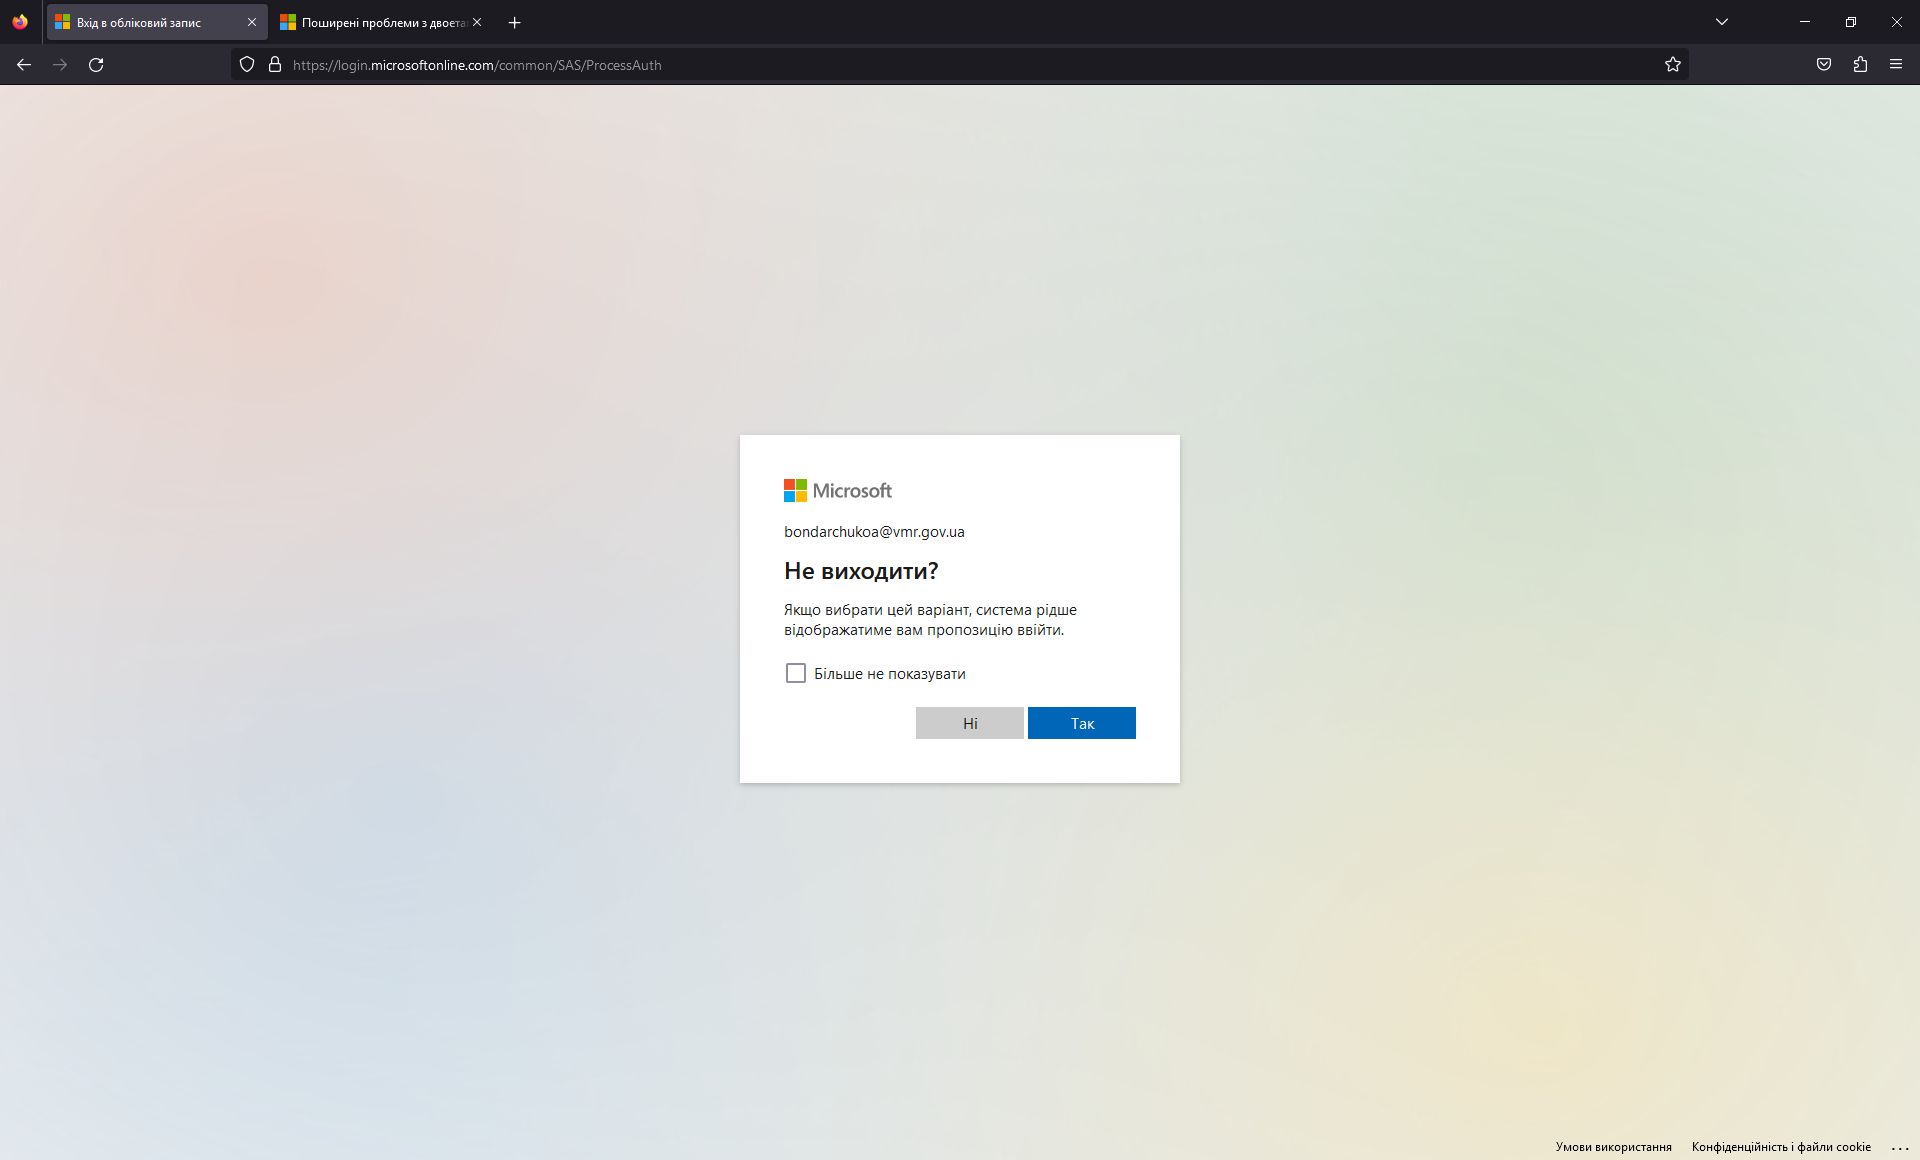 Вхід в обліковий запис
Поширені проблеми з двоета
https://login.microsoftonline.com/common/SAS/ProcessAuth
Microsoft
bondarchukoa@vmr.gov.ua
Не виходити?
Якщо вибрати цей варіант, система рідше
відображатиме вам пропозицію ввійти.
Більше не показувати
Ні
Так
Умови використання
Конфіденційність і файли cookie
...